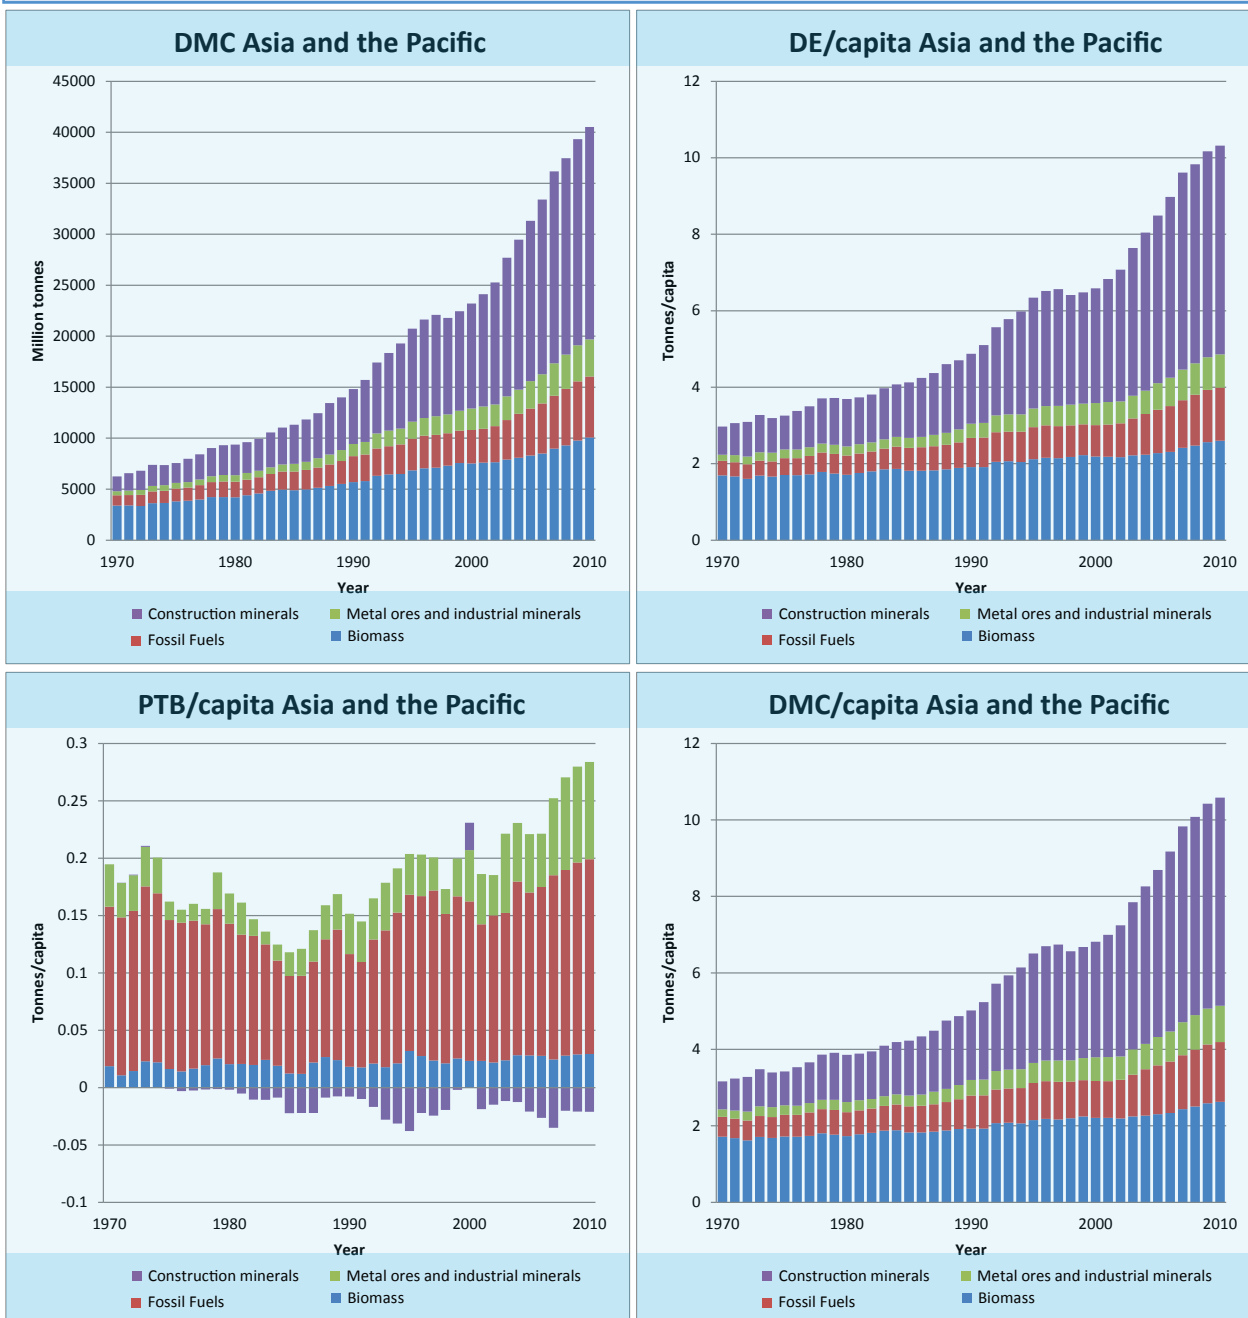 DMC Asia and the Pacific
45000
40000
35000
30000
25000
20000
15000
10000
5000
0
Million tonnes
1970 1980 1990 2000 2010
Year
Construction minerals Metal ores and industrial minerals
Fossil Fuels Biomass
DE/capita Asia and the Pacific
12
10
8
6
4
2
0
Tonnes/capita
1970 1980 1990 2000 2010
Year
Construction minerals Metal ores and industrial minerals
Fossil Fuels Biomass
PTB/capita Asia and the Pacific
0.3
0.25
0.2
0.15
0.1
0.05
0
-0.05
-0.1
Tonnes/capita
1970 1980 1990 2000 2010
Year
Construction minerals Metal ores and industrial minerals
Fossil Fuels Biomass
DMC/capita Asia and the Pacific
12
10
8
6
4
2
0
Tonnes/capita
1970 1980 1990 2000 2010
Year
Construction minerals Metal ores and industrial minerals
Fossil Fuels Biomass